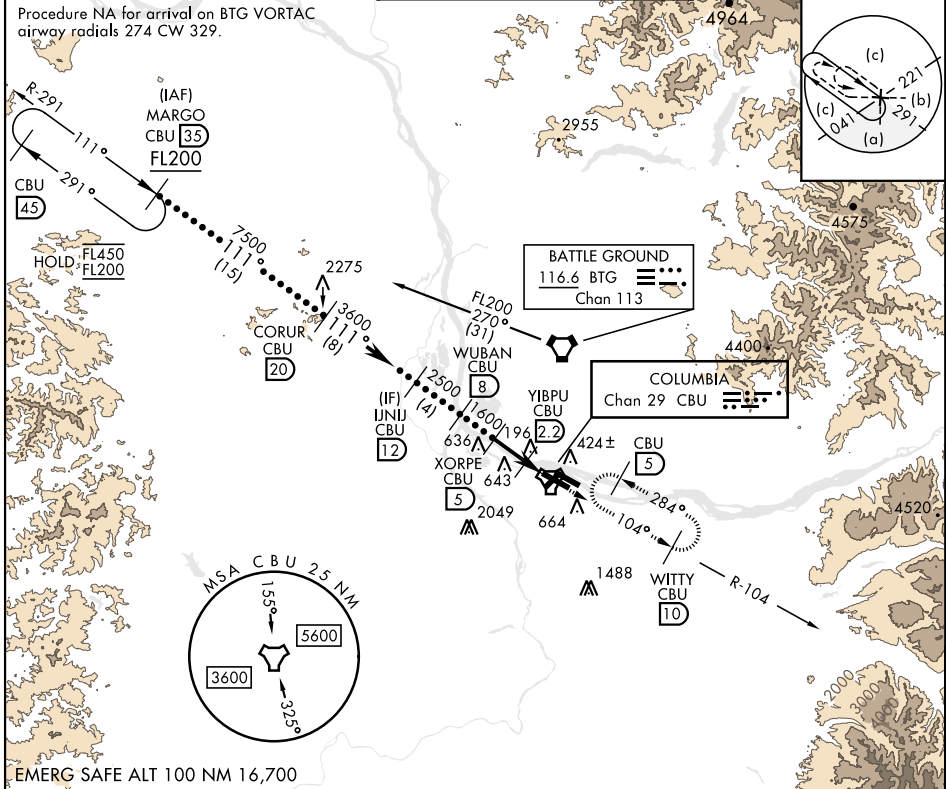 Procedure NA for arrival on BTG VORTAC
airway radials 274 CW 329.
4964
(c)
221
(b)
291
(c)
041
(a)
R-291
111°
291°
(IAF)
MARGO
CBU 35
FL200
CBU
45
HOLD FL450
FL200
2955
4575
7500
111°
(15)
2275
BATTLE GROUND
116.6 BTG
Chan 113
FL200
270°
(31)
3600
111°
(8)
CORUR
CBU
20
4400
WUBAN
CBU
8
COLUMBIA
Chan 29 CBU
2500
(4)
(IF)
IJNIJ
CBU
12
1600
YIBPU
CBU
2.2
196
636
643
424±
CBU
5
XORPE
CBU
5
2049
664
284°
104°
4520
1488
WITTY
CBU
10
R-104
MSA CBU 25 NM
155°
5600
3600
325°
2000
3000
4000
EMERG SAFE ALT 100 NM 16,700